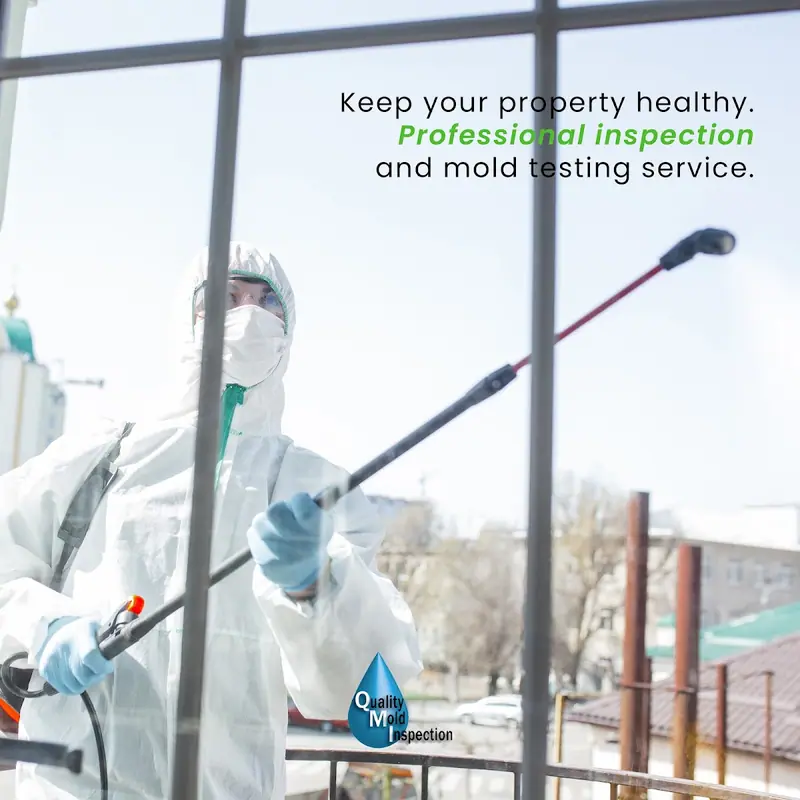 Keep your property healthy.
Professional inspection
and mold testing service.
Quality
Mold
Inspection